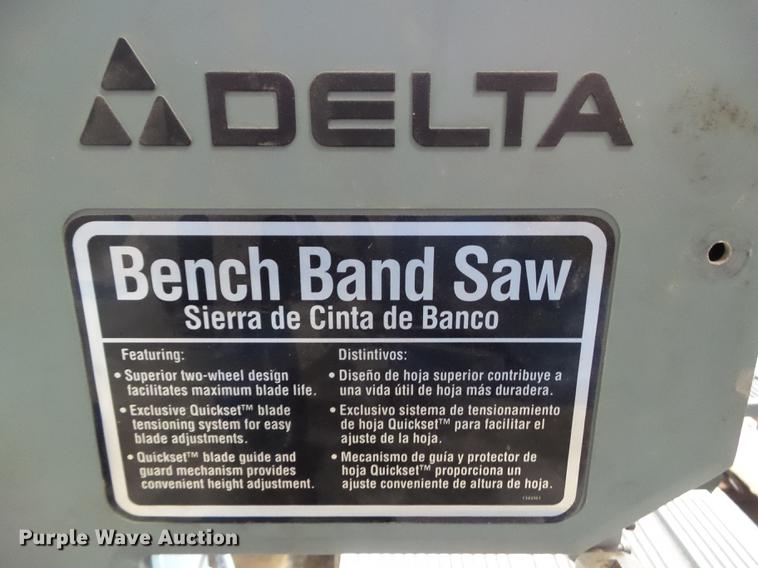 DELTA
Bench Band Saw
Sierra de Cinta de Banco
Featuring:
• Superior two-wheel design
facilitates maximum blade life.
• Exclusive Quickset™ blade
tensioning system for easy
blade adjustments.
• Quickset™ blade guide and
guard mechanism provides
convenient height adjustment.
Distintivos:
• Diseño de hoja superior contribuye a
una vida útil de hoja más duradera.
• Exclusivo sistema de tensionamiento
de hoja Quickset™ para facilitar el
ajuste de la hoja.
• Mecanismo de guía y protector de
hoja Quickset™ proporciona un
ajuste conveniente de altura de hoja.
Purple Wave Auction